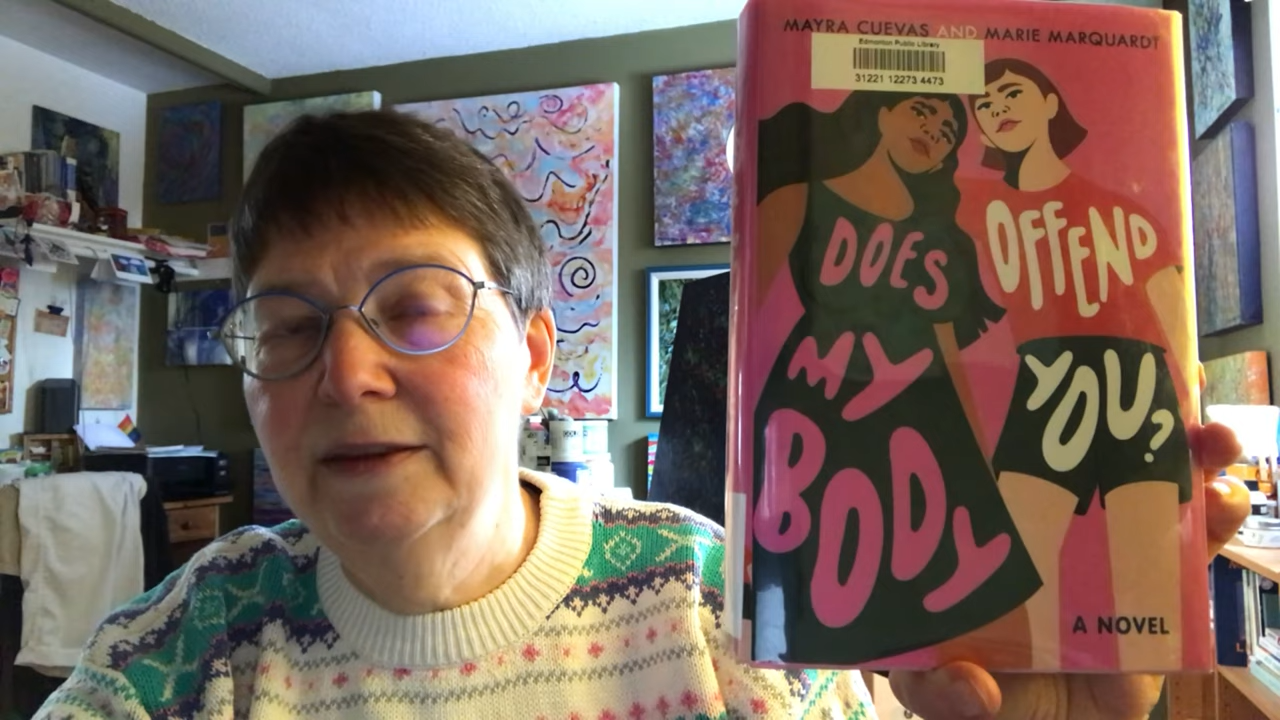 MAYRA CUEVAS AND MARIE MARQUARDT
Edmonton Public Library
31221 12273 4473
DOES
MY
BODY
OFFEND
YOU?
A NOVEL